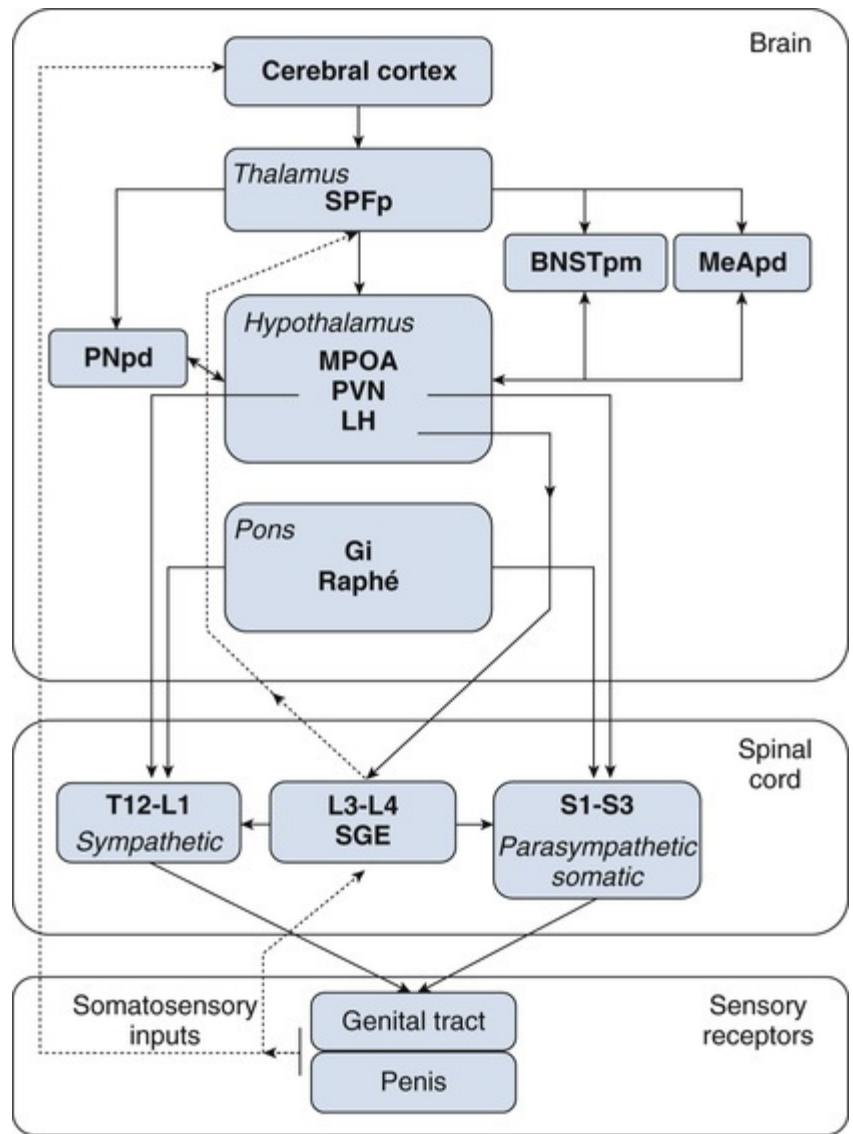 Brain
Cerebral cortex
Thalamus
SPFp
BNSTpm
MeApd
Hypothalamus
PNpd
MPOA
PVN
LH
Pons
Gi
Raphé
Spinal
cord
T12-L1
Sympathetic
L3-L4
SGE
S1-S3
Parasympathetic
somatic
Somatosensory
inputs
Genital tract
Penis
Sensory
receptors